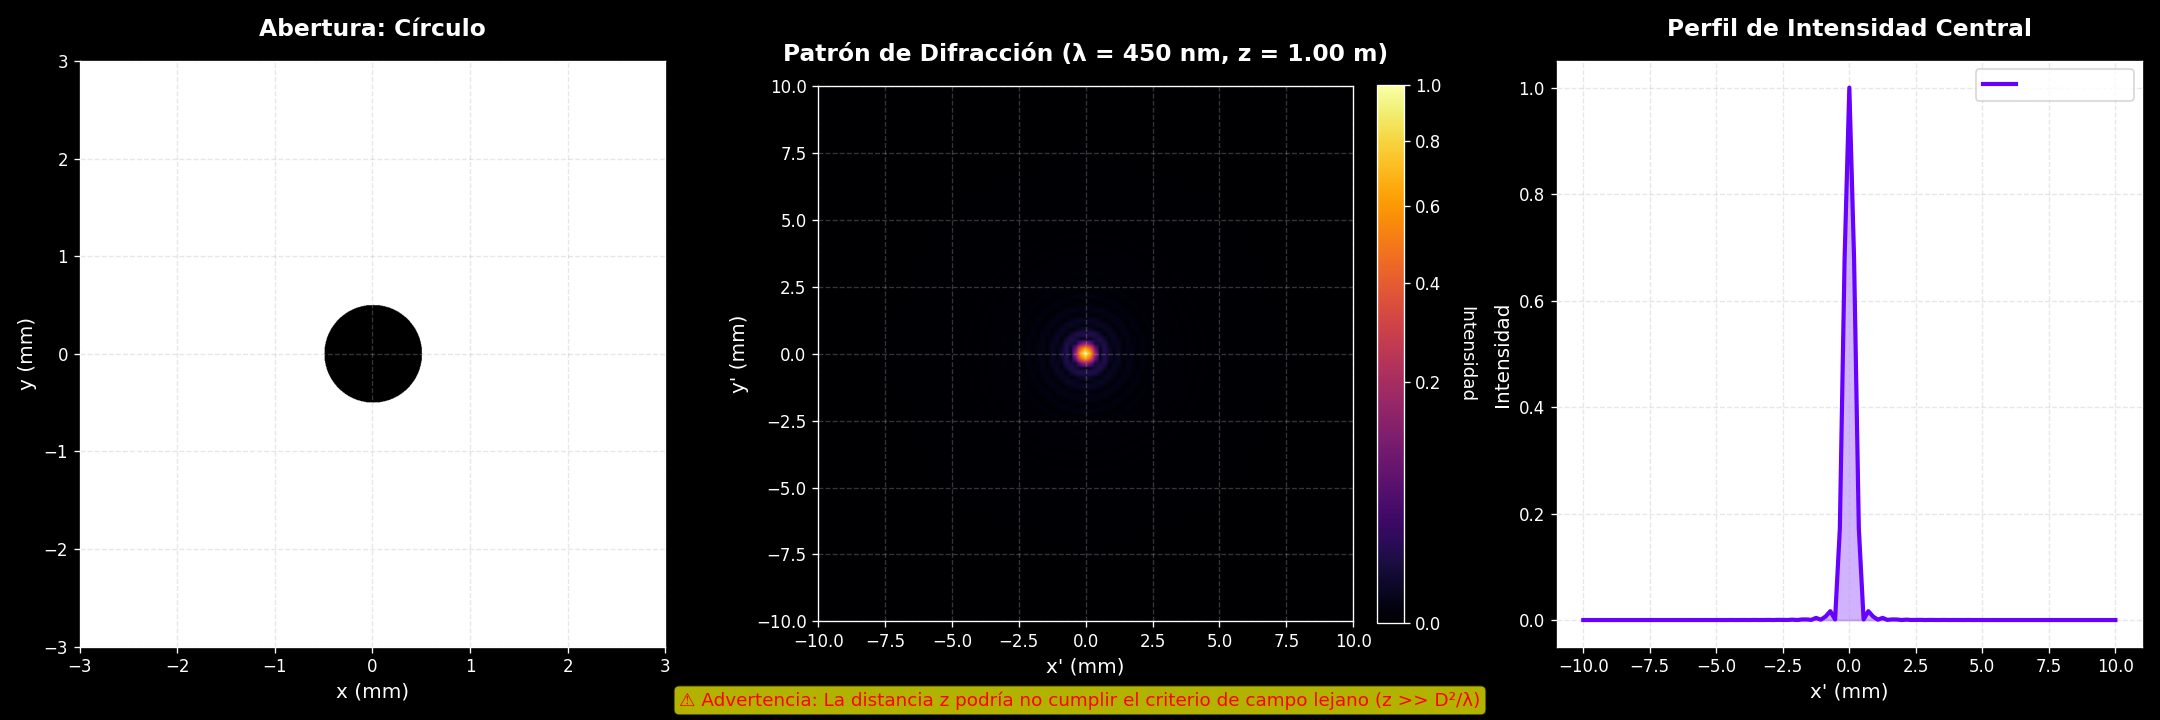 Abertura: Círculo
3
2
1
0
−1
−2
−3
y (mm)
−3 −2 −1 0 1 2 3
x (mm)
Patrón de Difracción (λ = 450 nm, z = 1.00 m)
10.0
7.5
5.0
2.5
0.0
−2.5
−5.0
−7.5
−10.0
y' (mm)
−10.0 −7.5 −5.0 −2.5 0.0 2.5 5.0 7.5 10.0
x' (mm)
1.0
0.8
0.6
0.4
0.2
0.0
Intensidad
Perfil de Intensidad Central
1.0
0.8
0.6
0.4
0.2
0.0
Intensidad
−10.0 −7.5 −5.0 −2.5 0.0 2.5 5.0 7.5 10.0
x' (mm)
⚠ Advertencia: La distancia z podría no cumplir el criterio de campo lejano (z >> D²/λ)